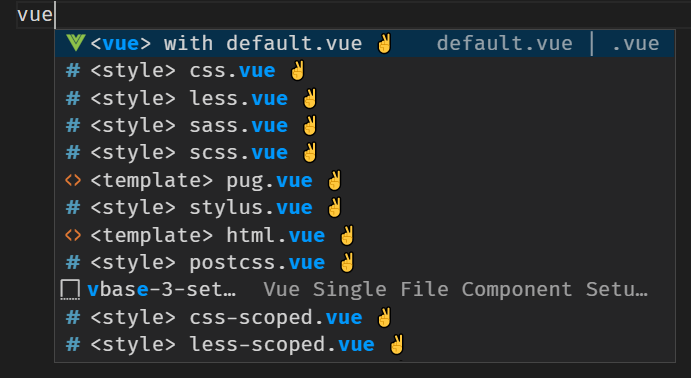 vue
<vue> with default.vue ✌ default.vue | .vue
# <style> css.vue ✌
# <style> less.vue ✌
# <style> sass.vue ✌
# <style> scss.vue ✌
<> <template> pug.vue ✌
# <style> stylus.vue ✌
<> <template> html.vue ✌
# <style> postcss.vue ✌
vbase-3-set… Vue Single File Component Setu…
# <style> css-scoped.vue ✌
# <style> less-scoped.vue ✌